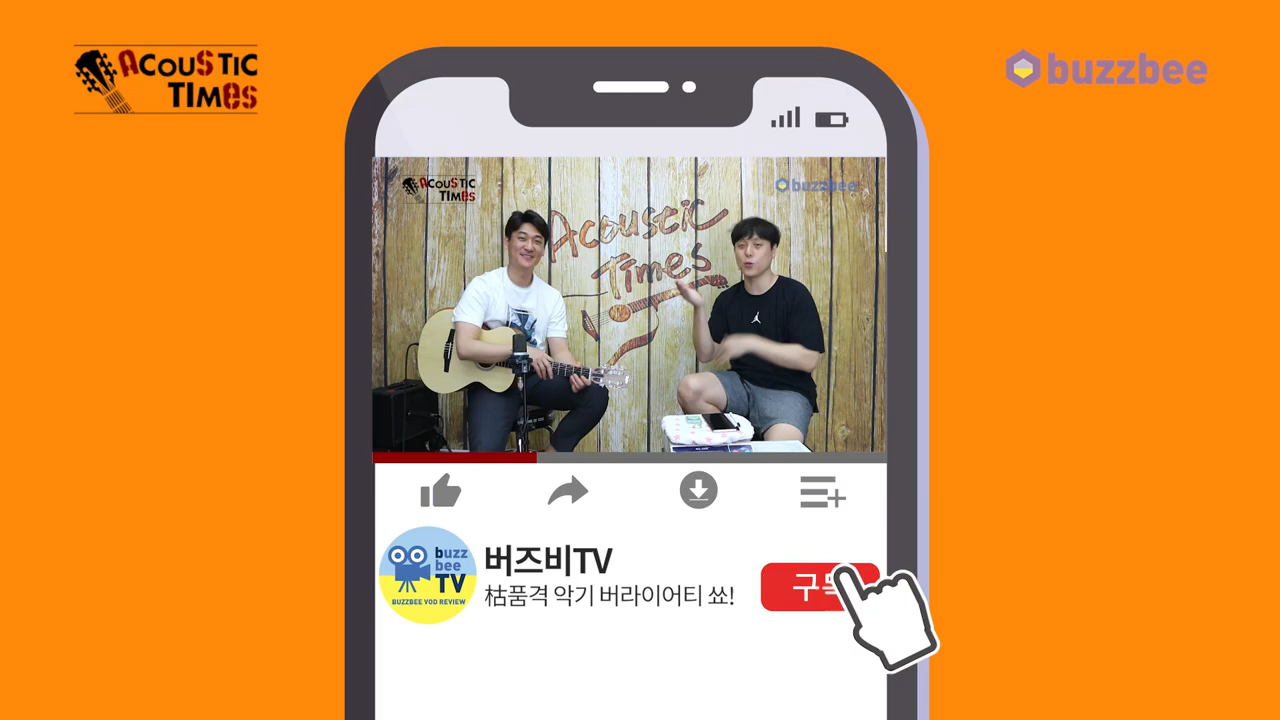 ACOUSTIC
TIMES
buzzbee
ACOUSTIC
TIMES
buzzbee
Acoustic
Times
buzz
bee
TV
BUZZBEE VOD REVIEW
버즈비TV
枯품격 악기 버라이어티 쑈!